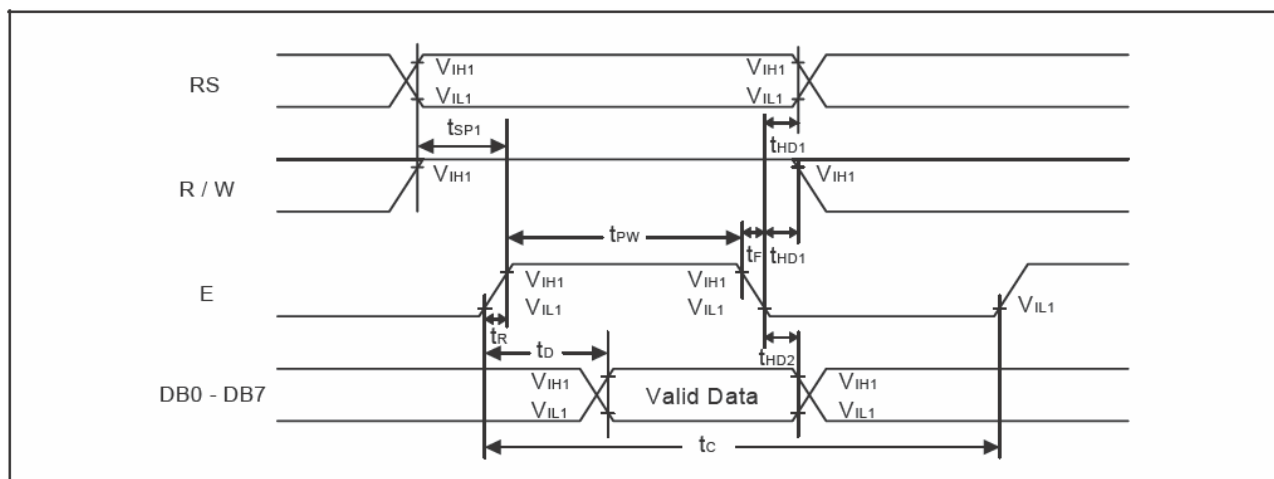 RS
VIH1
VIL1
VIH1
VIL1
tSP1
tHD1
R / W
VIH1
VIH1
tPW
tF
tHD1
E
VIH1
VIL1
VIH1
VIL1
VIL1
tR
tD
tHD2
DB0 - DB7
VIH1
VIL1
Valid Data
VIH1
VIL1
tC